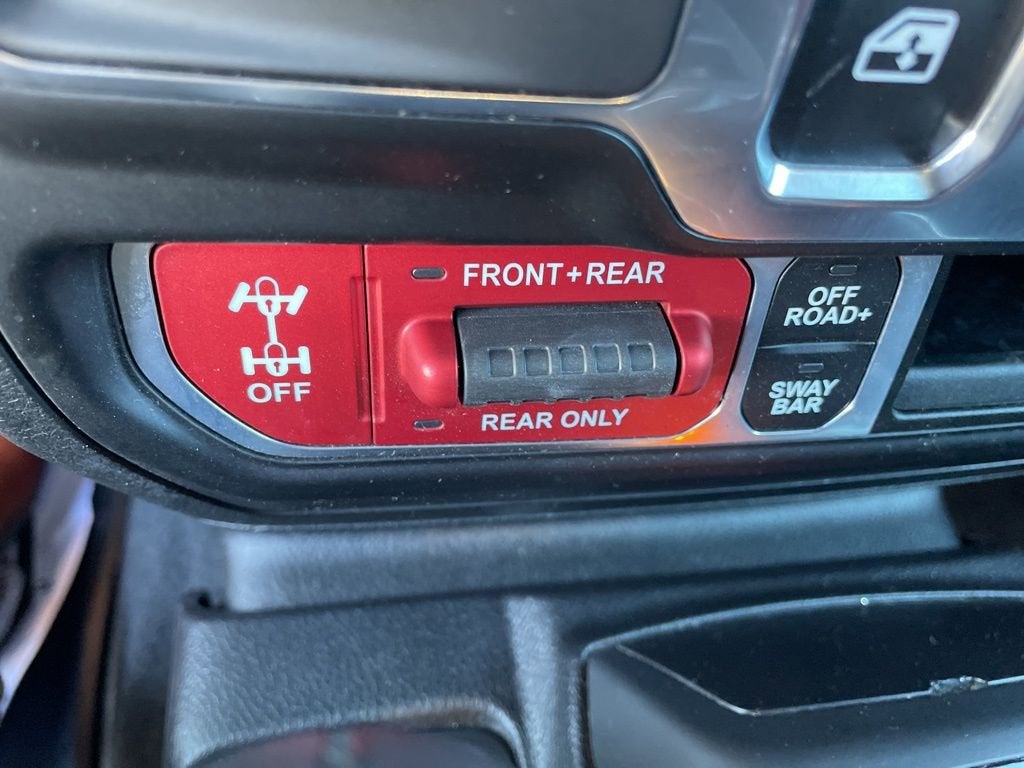 FRONT+REAR
OFF
REAR ONLY
OFF
ROAD+
SWAY
BAR